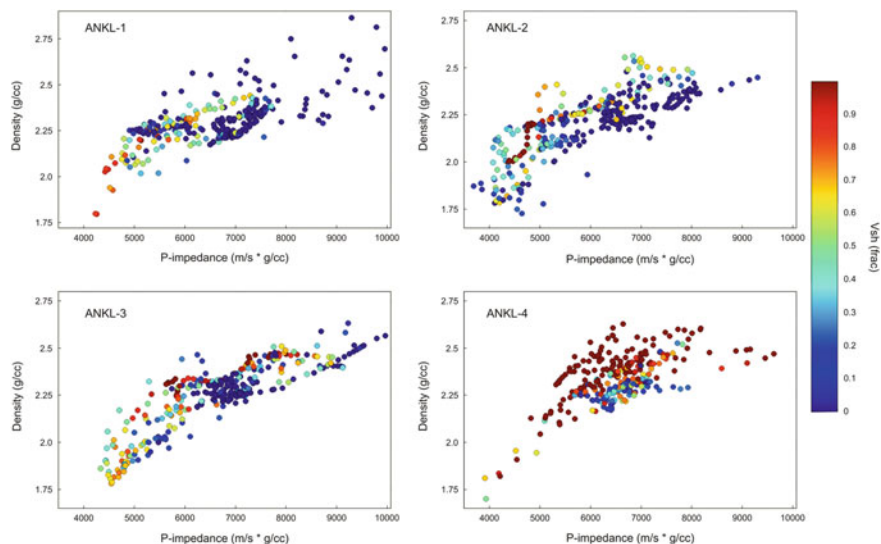 ANKL-1
2.75
2.50
2.25
2.0
1.75
Density (g/cc)
4000 5000 6000 7000 8000 9000 10000
P-impedance (m/s * g/cc)
ANKL-2
2.75
2.50
2.25
2.0
1.75
Density (g/cc)
4000 5000 6000 7000 8000 9000 10000
P-impedance (m/s * g/cc)
ANKL-3
2.75
2.5
2.25
2.0
1.75
Density (g/cc)
4000 5000 6000 7000 8000 9000 10000
P-impedance (m/s * g/cc)
ANKL-4
2.75
2.5
2.25
2.0
1.75
Density (g/cc)
4000 5000 6000 7000 8000 9000 10000
P-impedance (m/s * g/cc)
0.9
0.8
0.7
0.6
0.5
0.4
0.3
0.2
0.1
0
Vsh (frac)